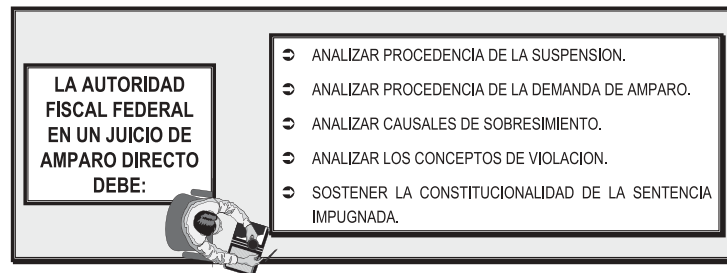 LA AUTORIDAD
FISCAL FEDERAL
EN UN JUICIO DE
AMPARO DIRECTO
DEBE:
ANALIZAR PROCEDENCIA DE LA SUSPENSION.
ANALIZAR PROCEDENCIA DE LA DEMANDA DE AMPARO.
ANALIZAR CAUSALES DE SOBRESIMIENTO.
ANALIZAR LOS CONCEPTOS DE VIOLACION.
SOSTENER LA CONSTITUCIONALIDAD DE LA SENTENCIA
IMPUGNADA.